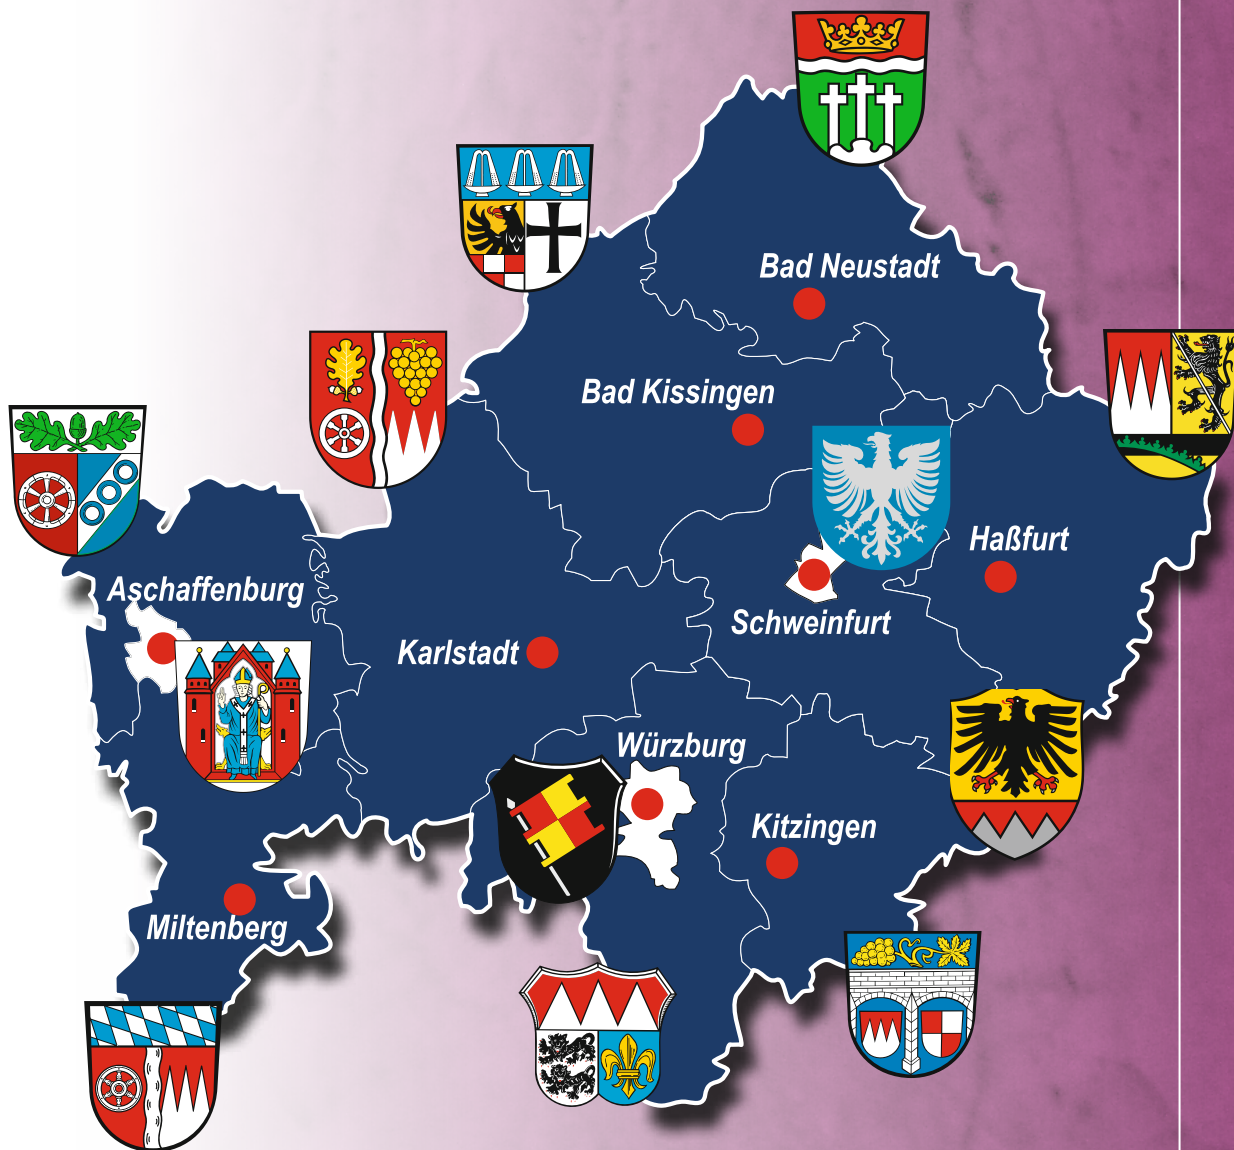 Bad Neustadt
Bad Kissingen
Haßfurt
Aschaffenburg
Schweinfurt
Karlstadt
Würzburg
Kitzingen
Miltenberg